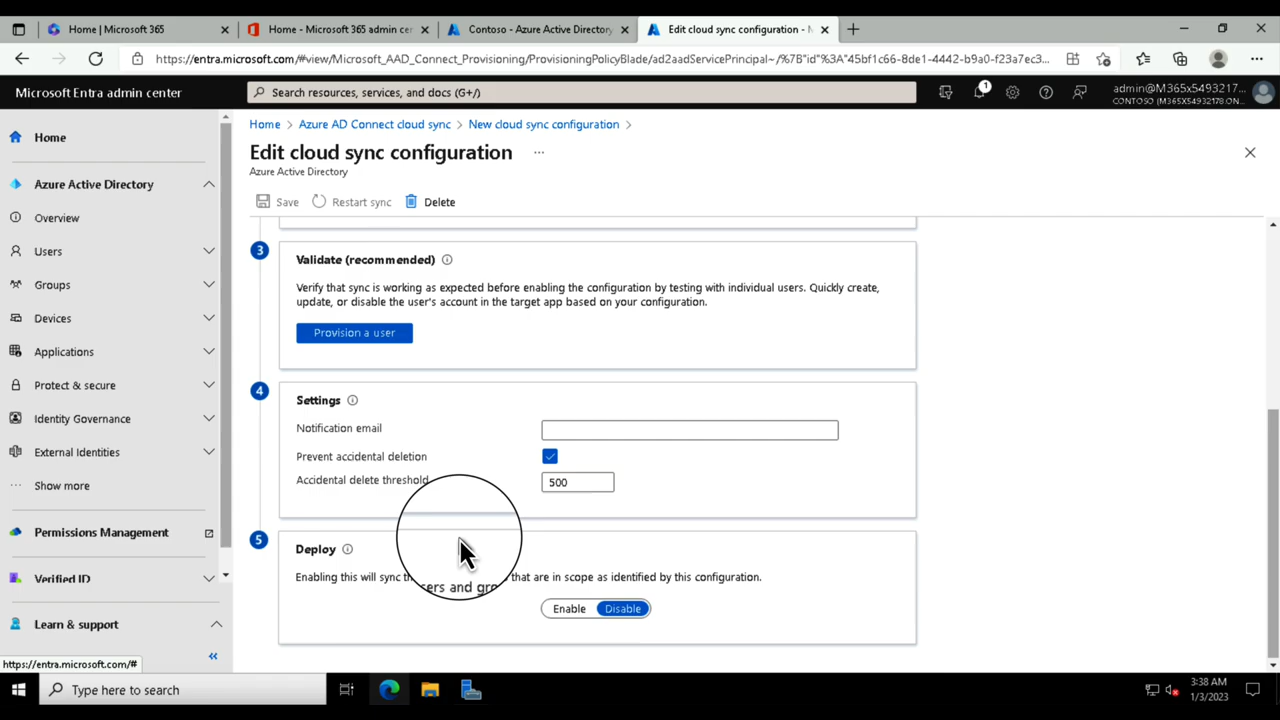 Home | Microsoft 365
Home - Microsoft 365 admin cer
Contoso - Azure Active Directory
Edit cloud sync configuration - N
https://entra.microsoft.com/#view/Microsoft_AAD_Connect_Provisioning/ProvisioningPolicyBlade/ad2aadServicePrincipal~/%7B"id"%3A"45bf1c66-8de1-4442-b9a0-f23a7ec3...
Microsoft Entra admin center
Search resources, services, and docs (G+/)
1
admin@M365x5493217...
CONTOSO (M365X54932178.ON...
Home > Azure AD Connect cloud sync > New cloud sync configuration >
Edit cloud sync configuration ...
Azure Active Directory
Save
Restart sync
Delete
Home
Azure Active Directory
Overview
Users
Groups
Devices
Applications
Protect & secure
Identity Governance
External Identities
Show more
Permissions Management
Verified ID
Learn & support
3
Validate (recommended)
Verify that sync is working as expected before enabling the configuration by testing with individual users. Quickly create,
update, or disable the user's account in the target app based on your configuration.
Provision a user
4
Settings
Notification email
Prevent accidental deletion
Accidental delete threshold
500
5
Deploy
Enabling this will sync that are in scope as identified by this configuration.
Enable Disable
https://entra.microsoft.com/#
Type here to search
3:38 AM
1/3/2023